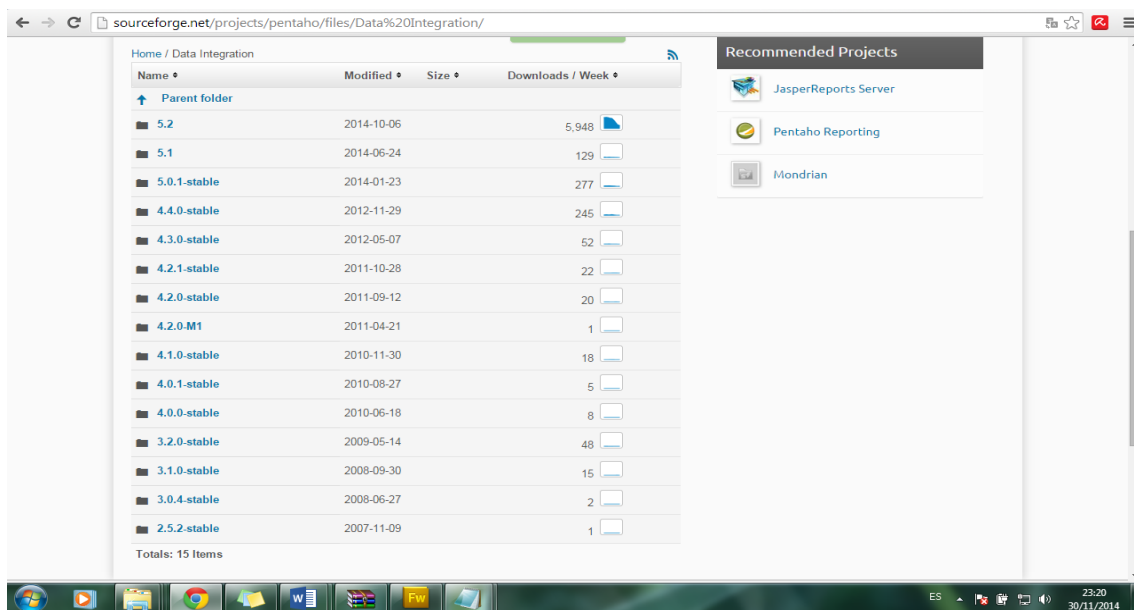 sourceforge.net/projects/pentaho/files/Data%20Integration/
Home / Data Integration
Name Modified Size Downloads / Week
Parent folder
5.2 2014-10-06 5,948
5.1 2014-06-24 129
5.0.1-stable 2014-01-23 277
4.4.0-stable 2012-11-29 245
4.3.0-stable 2012-05-07 52
4.2.1-stable 2011-10-28 22
4.2.0-stable 2011-09-12 20
4.2.0-M1 2011-04-21 1
4.1.0-stable 2010-11-30 18
4.0.1-stable 2010-08-27 5
4.0.0-stable 2010-06-18 8
3.2.0-stable 2009-05-14 48
3.1.0-stable 2008-09-30 15
3.0.4-stable 2008-06-27 2
2.5.2-stable 2007-11-09 1
Totals: 15 Items
Recommended Projects
JasperReports Server
Pentaho Reporting
Mondrian
W Fw ES 23:20
30/11/2014